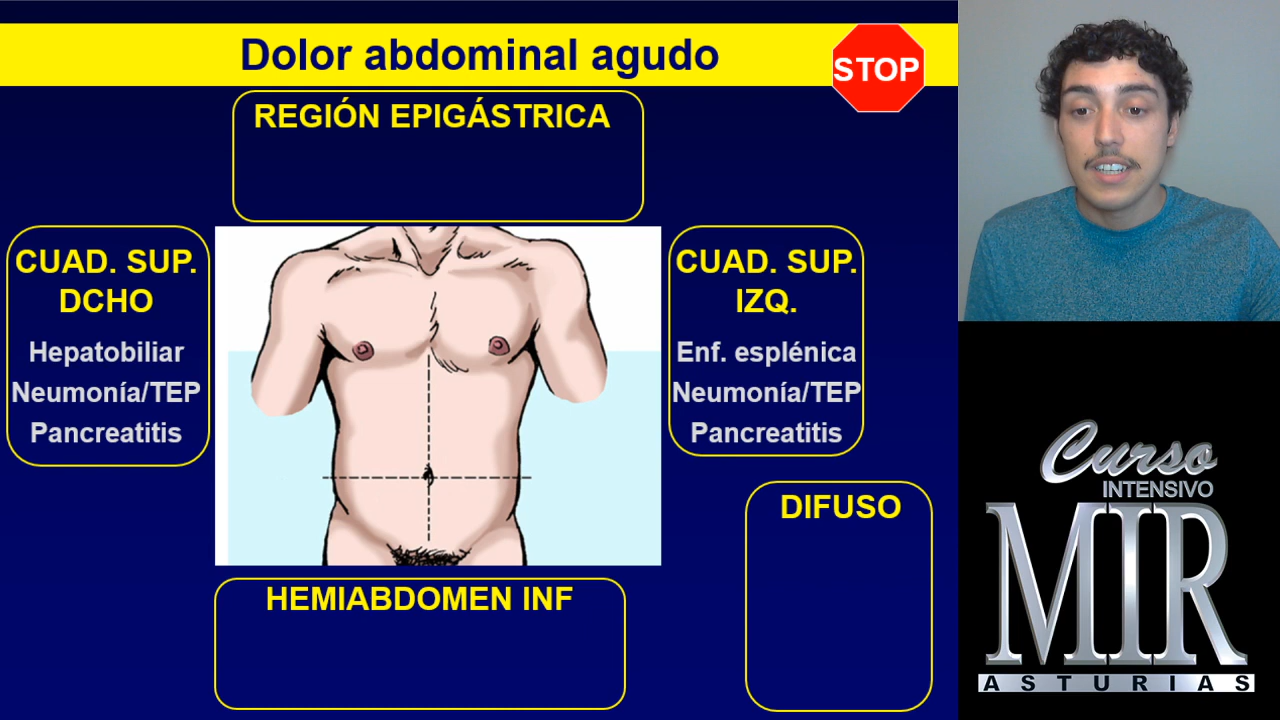 Dolor abdominal agudo
STOP
REGIÓN EPIGÁSTRICA
CUAD. SUP.
DCHO
Hepatobiliar
Neumonía/TEP
Pancreatitis
CUAD. SUP.
IZQ.
Enf. esplénica
Neumonía/TEP
Pancreatitis
DIFUSO
HEMIABDOMEN INF
Curso
INTENSIVO
MIR
ASTURIAS